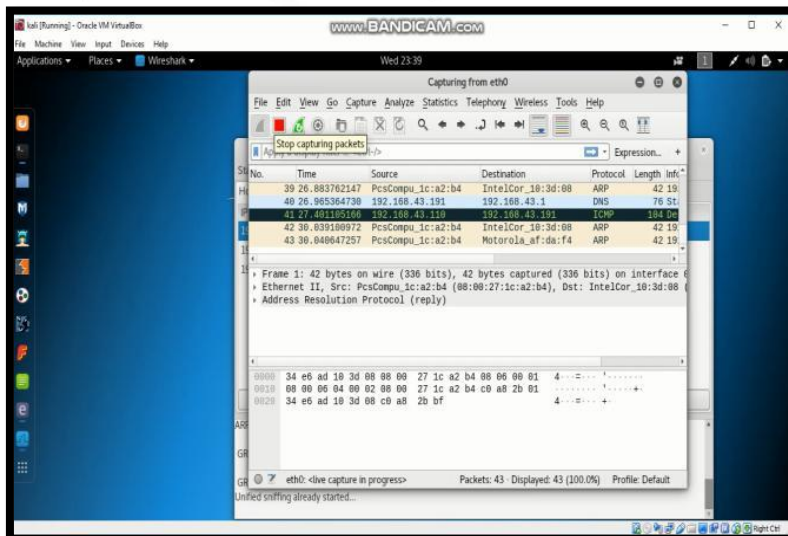 kali [Running] - Oracle VM VirtualBox
www.BANDICAM.com
File Machine View Input Devices Help
Applications Places Wireshark Wed 23:39 1
Capturing from eth0
File Edit View Go Capture Analyze Statistics Telephony Wireless Tools Help
Stop capturing packets
Expression... +
No. Time Source Destination Protocol Length Info
39 26.883762147 PcsCompu_1c:a2:b4 IntelCor_10:3d:08 ARP 42 19
40 26.965364730 192.168.43.191 192.168.43.1 DNS 76 St
41 27.401105166 192.168.43.110 192.168.43.191 ICMP 104 De
42 30.039100972 PcsCompu_1c:a2:b4 IntelCor_10:3d:08 ARP 42 19
43 30.040647257 PcsCompu_1c:a2:b4 Motorola_af:da:f4 ARP 42 19
Frame 1: 42 bytes on wire (336 bits), 42 bytes captured (336 bits) on interface
Ethernet II, Src: PcsCompu_1c:a2:b4 (08:00:27:1c:a2:b4), Dst: IntelCor_10:3d:08 (
Address Resolution Protocol (reply)
0000 34 e6 ad 10 3d 08 08 00 27 1c a2 b4 08 06 00 01 4···=··· '·······
0010 08 00 06 04 00 02 08 00 27 1c a2 b4 c0 a8 2b 01 ········ '·····+·
34 e6 ad 10 3d 08 c0 a8 2b bf 4···=··· +·
eth0: <live capture in progress> Packets: 43 · Displayed: 43 (100.0%) Profile: Default
Unified sniffing already started...
Right Ctrl